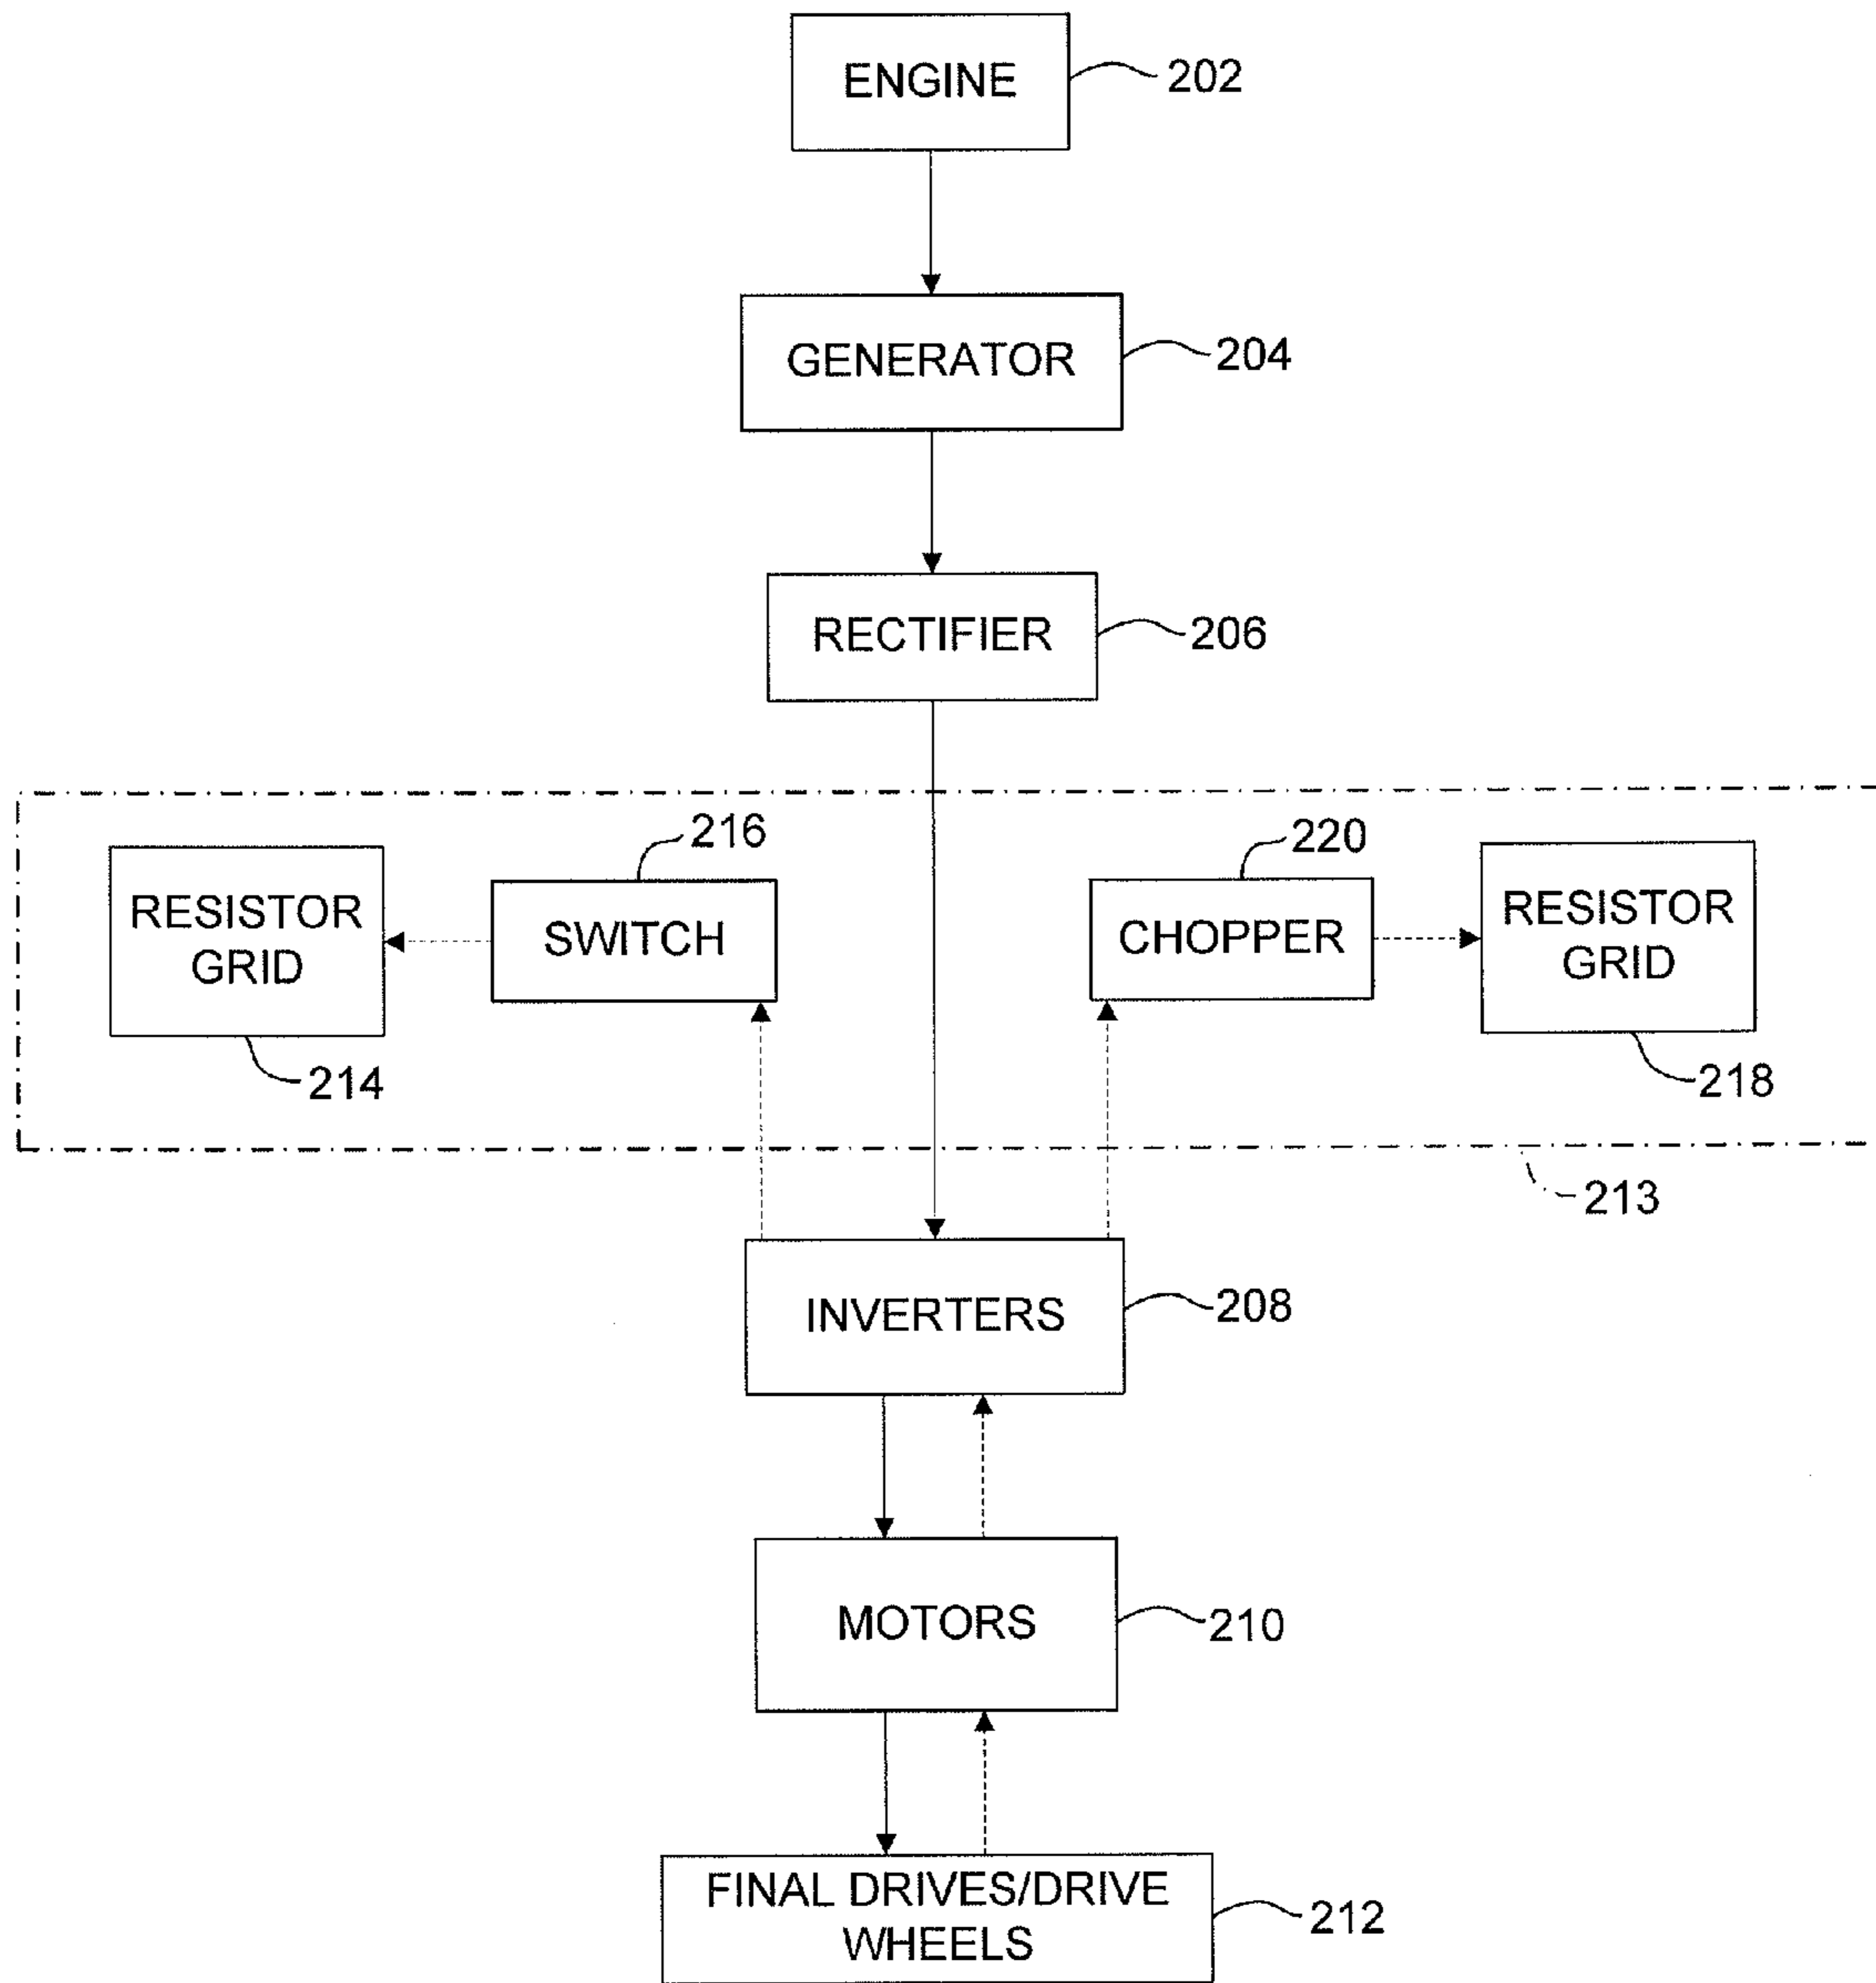 ENGINE
202
GENERATOR
204
RECTIFIER
206
216
220
RESISTOR
GRID
SWITCH
CHOPPER
RESISTOR
GRID
214
218
213
INVERTERS
208
MOTORS
210
FINAL DRIVES/DRIVE
WHEELS
212